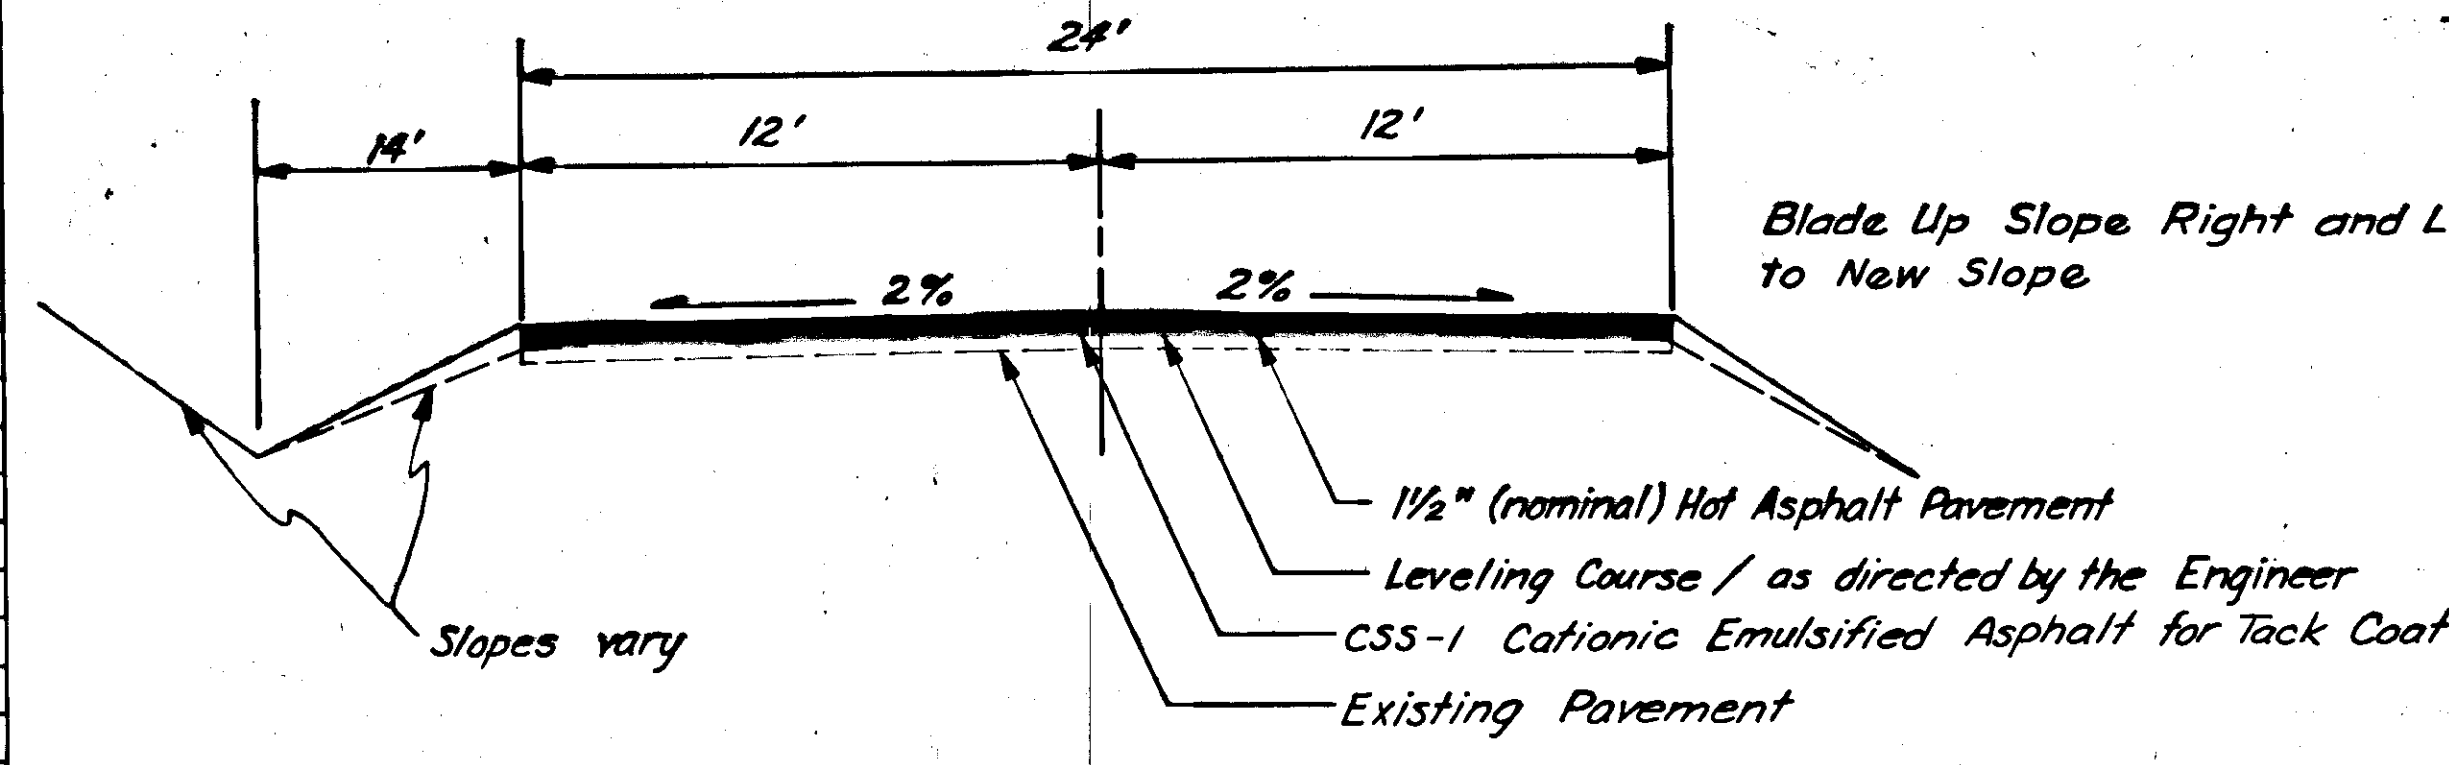 24'
14'
12'
12'
Blade Up Slope Right and L
to New Slope
2%
2%
1½" (nominal) Hot Asphalt Pavement
Leveling Course / as directed by the Engineer
CSS-1 Cationic Emulsified Asphalt for Tack Coat
Slopes vary
Existing Pavement